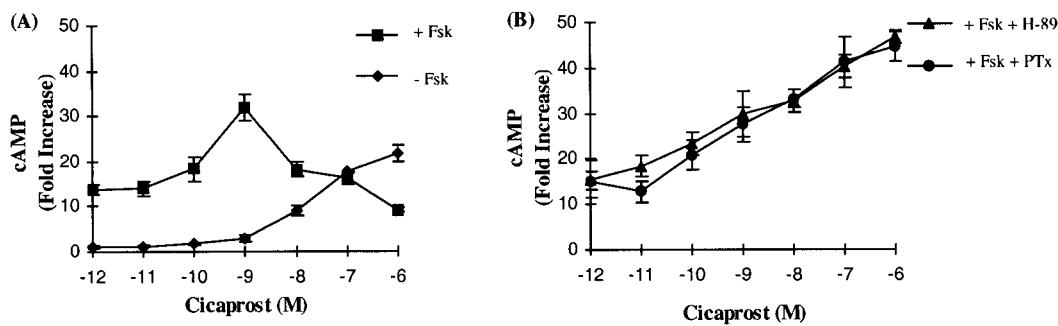 (A)
50
40
30
20
10
0
cAMP
(Fold Increase)
+ Fsk
- Fsk
-12 -11 -10 -9 -8 -7 -6
Cicaprost (M)
(B)
50
40
30
20
10
0
cAMP
(Fold Increase)
+ Fsk + H-89
+ Fsk + PTx
-12 -11 -10 -9 -8 -7 -6
Cicaprost (M)